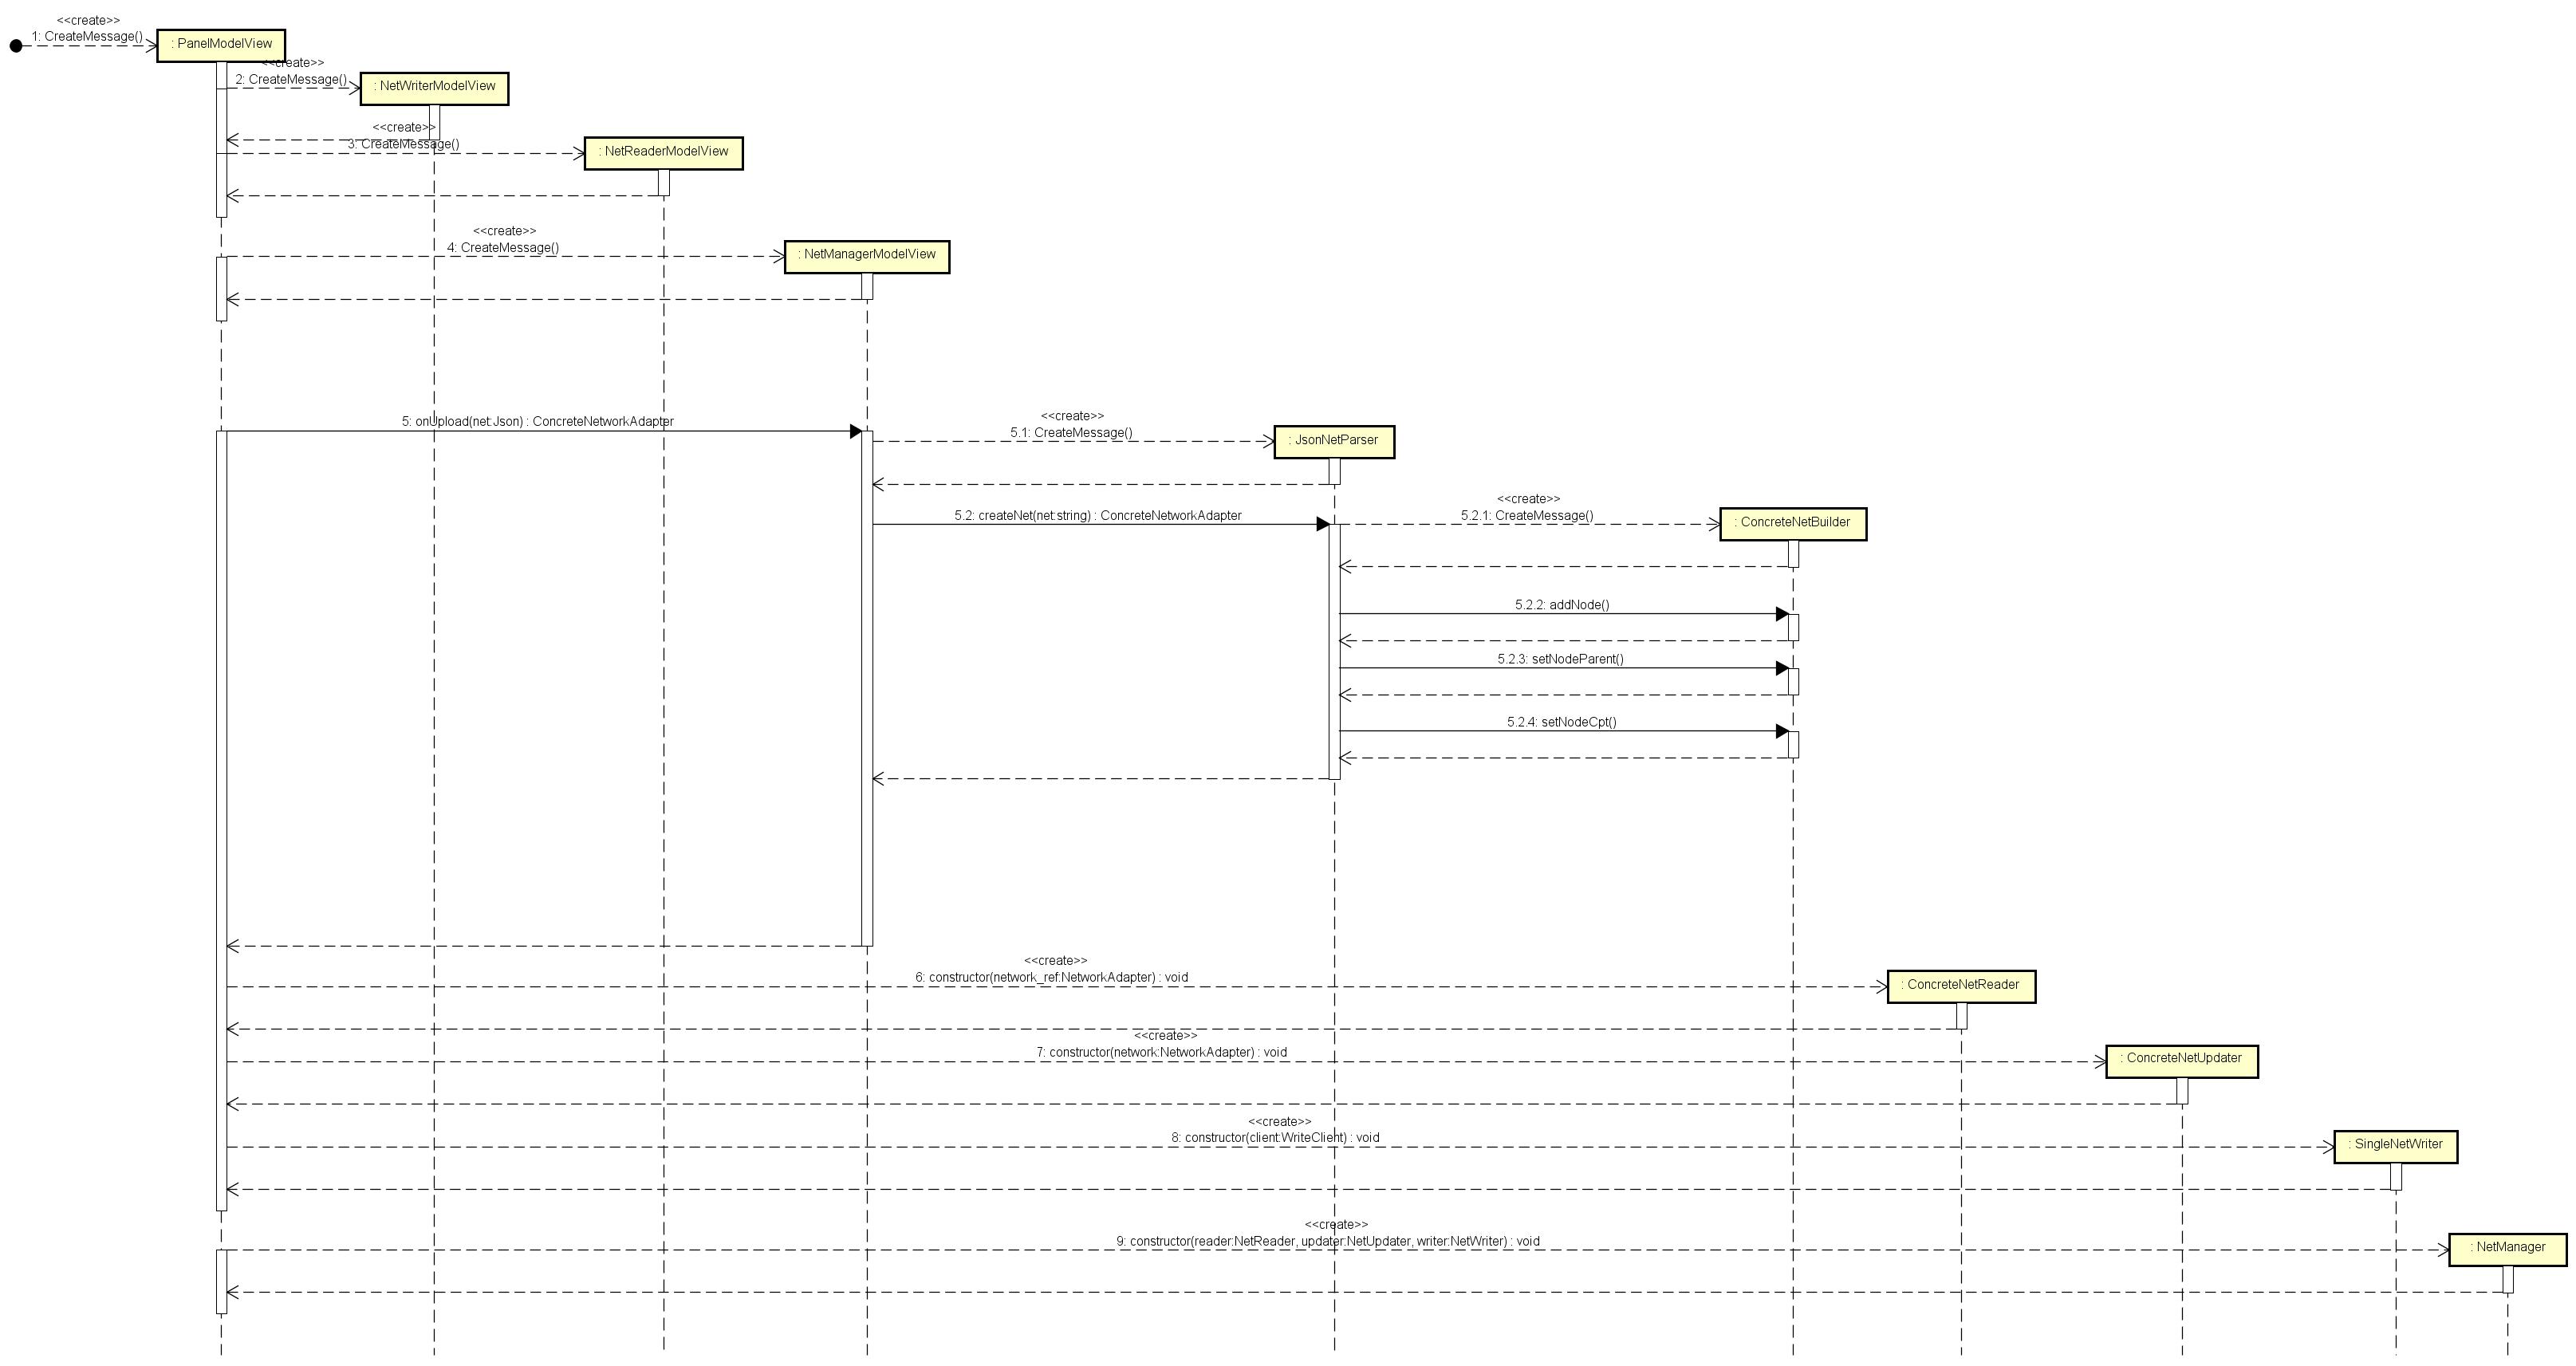 <<create>>
1: CreateMessage()
: PanelModelView
<<create>>
2: CreateMessage()
: NetWriterModelView
<<create>>
3: CreateMessage()
: NetReaderModelView
<<create>>
4: CreateMessage()
: NetManagerModelView
5: onUpload(net:Json) : ConcreteNetworkAdapter
<<create>>
5.1: CreateMessage()
: JsonNetParser
<<create>>
5.2: createNet(net:string) : ConcreteNetworkAdapter
5.2.1: CreateMessage()
: ConcreteNetBuilder
5.2.2: addNode()
5.2.3: setNodeParent()
5.2.4: setNodeCpt()
<<create>>
6: constructor(network_ref:NetworkAdapter) : void
: ConcreteNetReader
<<create>>
7: constructor(network:NetworkAdapter) : void
: ConcreteNetUpdater
<<create>>
8: constructor(client:WriteClient) : void
: SingleNetWriter
<<create>>
9: constructor(reader:NetReader, updater:NetUpdater, writer:NetWriter) : void
: NetManager